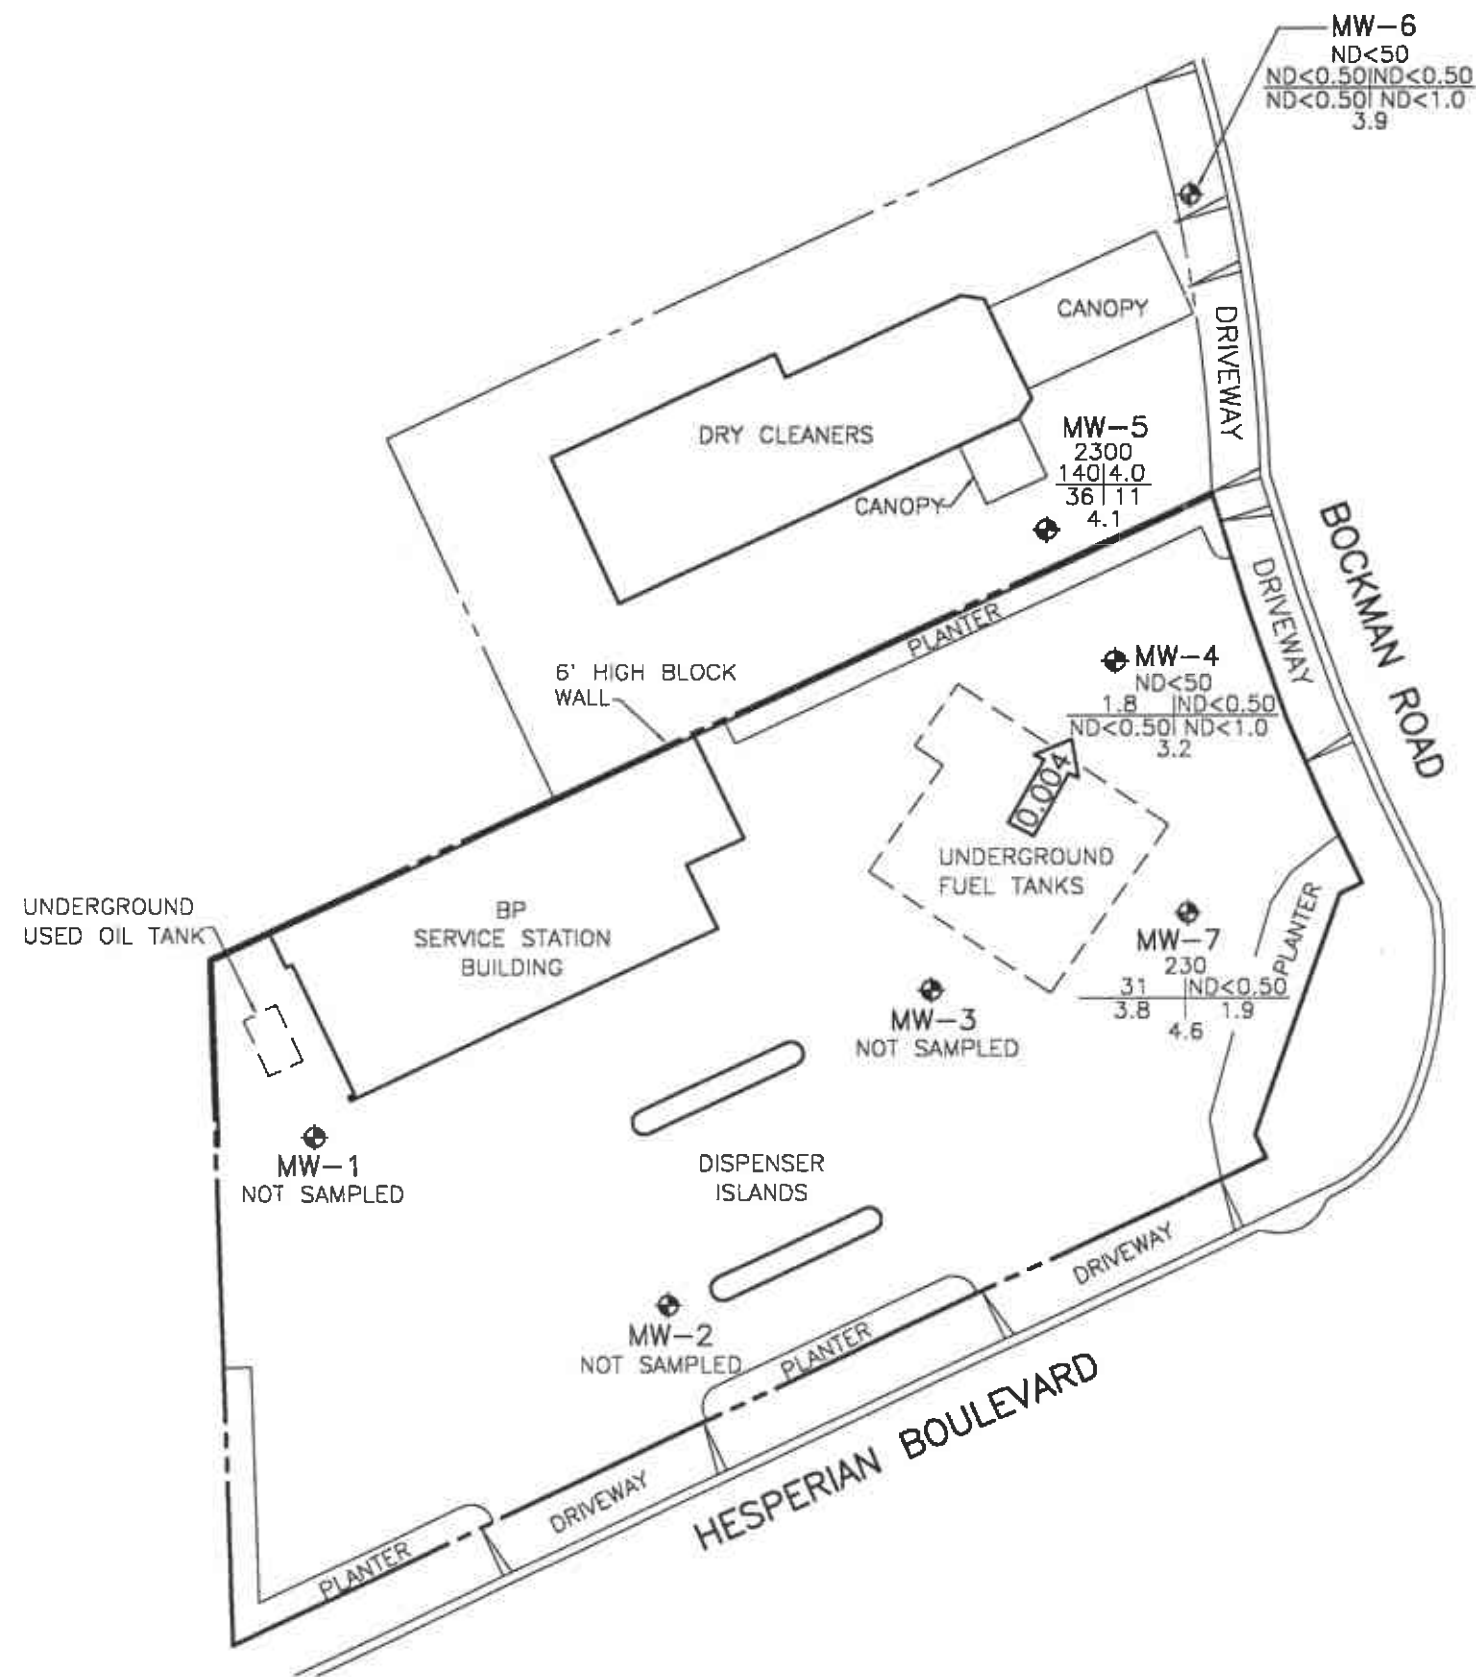 MW-6
ND<50
ND<0.50|ND<0.50
ND<0.50|ND<1.0
3.9
CANOPY
DRIVEWAY
DRY CLEANERS
MW-5
2300
140|4.0
36|11
4.1
CANOPY
BOCKMAN ROAD
DRIVEWAY
PLANTER
6' HIGH BLOCK
WALL
MW-4
ND<50
1.8|ND<0.50
ND<0.50|ND<1.0
3.2
0.004
UNDERGROUND
FUEL TANKS
UNDERGROUND
USED OIL TANK
BP
SERVICE STATION
BUILDING
PLANTER
MW-7
230
31|ND<0.50
3.8|1.9
4.6
MW-3
NOT SAMPLED
MW-1
NOT SAMPLED
DISPENSER
ISLANDS
DRIVEWAY
MW-2
NOT SAMPLED
PLANTER
HESPERIAN BOULEVARD
DRIVEWAY
PLANTER